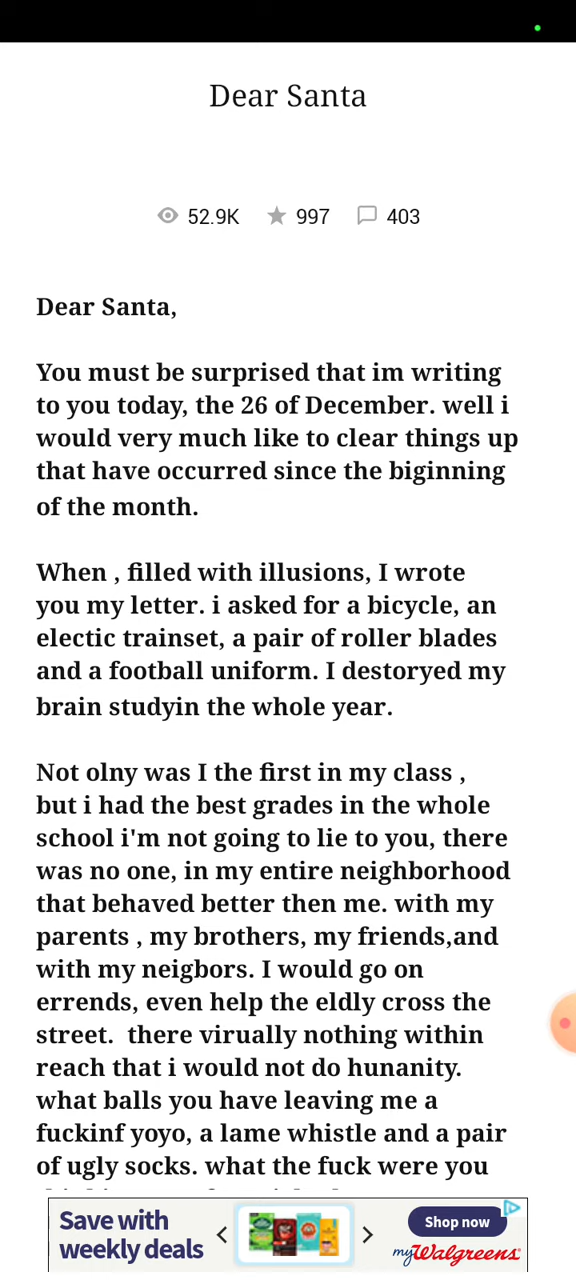 Dear Santa
52.9K 997 403
Dear Santa,
You must be surprised that im writing
to you today, the 26 of December. well i
would very much like to clear things up
that have occurred since the biginning
of the month.
When , filled with illusions, I wrote
you my letter. i asked for a bicycle, an
electic trainset, a pair of roller blades
and a football uniform. I destoryed my
brain studyin the whole year.
Not olny was I the first in my class ,
but i had the best grades in the whole
school i'm not going to lie to you, there
was no one, in my entire neighborhood
that behaved better then me. with my
parents , my brothers, my friends,and
with my neigbors. I would go on
errends, even help the eldly cross the
street.  there virually nothing within
reach that i would not do hunanity.
what balls you have leaving me a
fuckinf yoyo, a lame whistle and a pair
of ugly socks. what the fuck were you
Save with
weekly deals
Shop now
myWalgreens